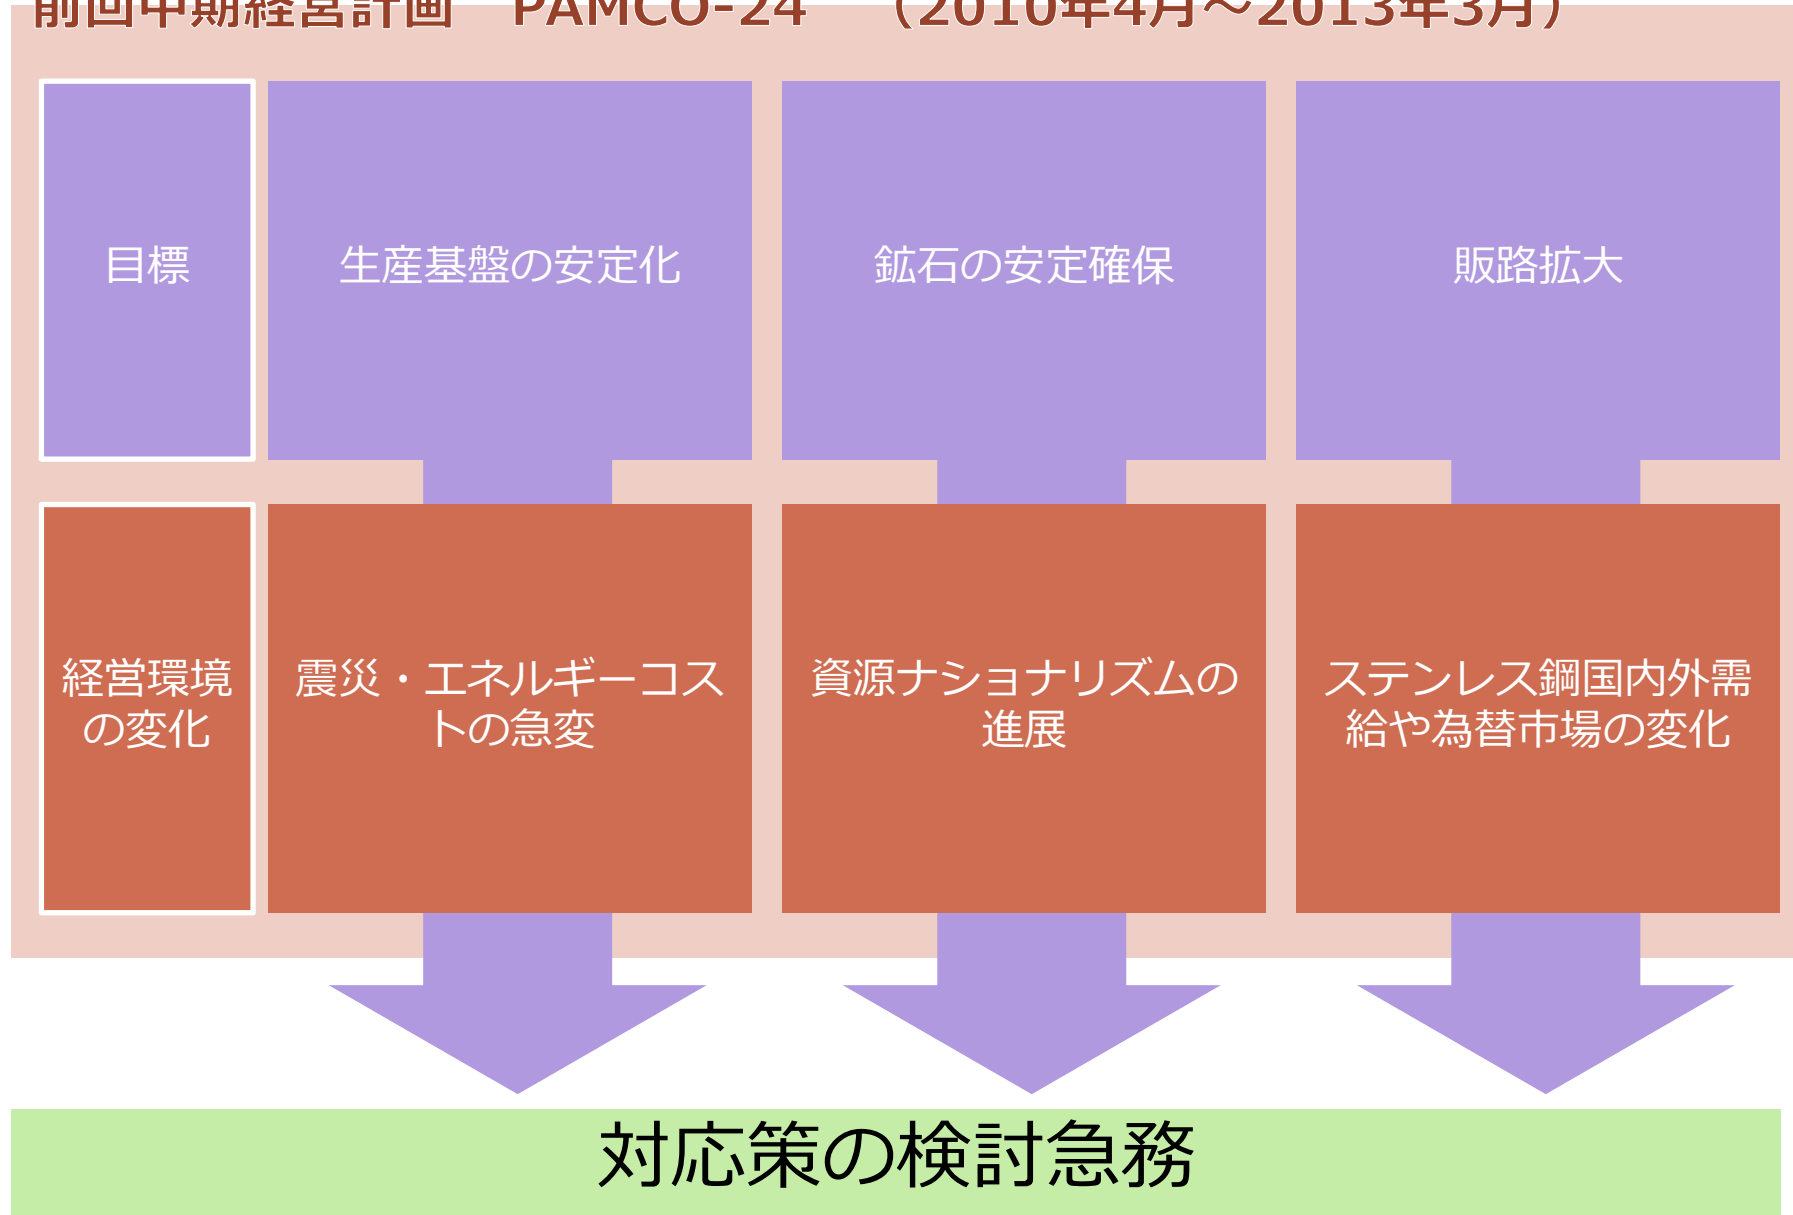 前回中期経営計画　PAMCO-24　（2010年4月～2013年3月）
目標
生産基盤の安定化
鉱石の安定確保
販路拡大
経営環境
の変化
震災・エネルギーコス
トの急変
資源ナショナリズムの
進展
ステンレス鋼国内外需
給や為替市場の変化
対応策の検討急務